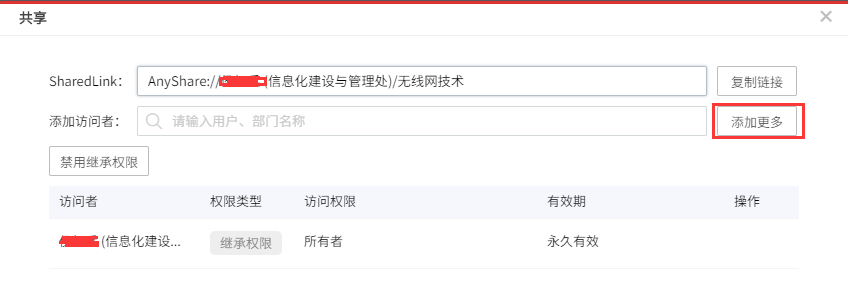 共享
SharedLink： AnyShare:// (信息化建设与管理处)/无线网技术 复制链接
添加访问者： 请输入用户、部门名称 添加更多
禁用继承权限
访问者 权限类型 访问权限 有效期 操作
(信息化建设... 继承权限 所有者 永久有效